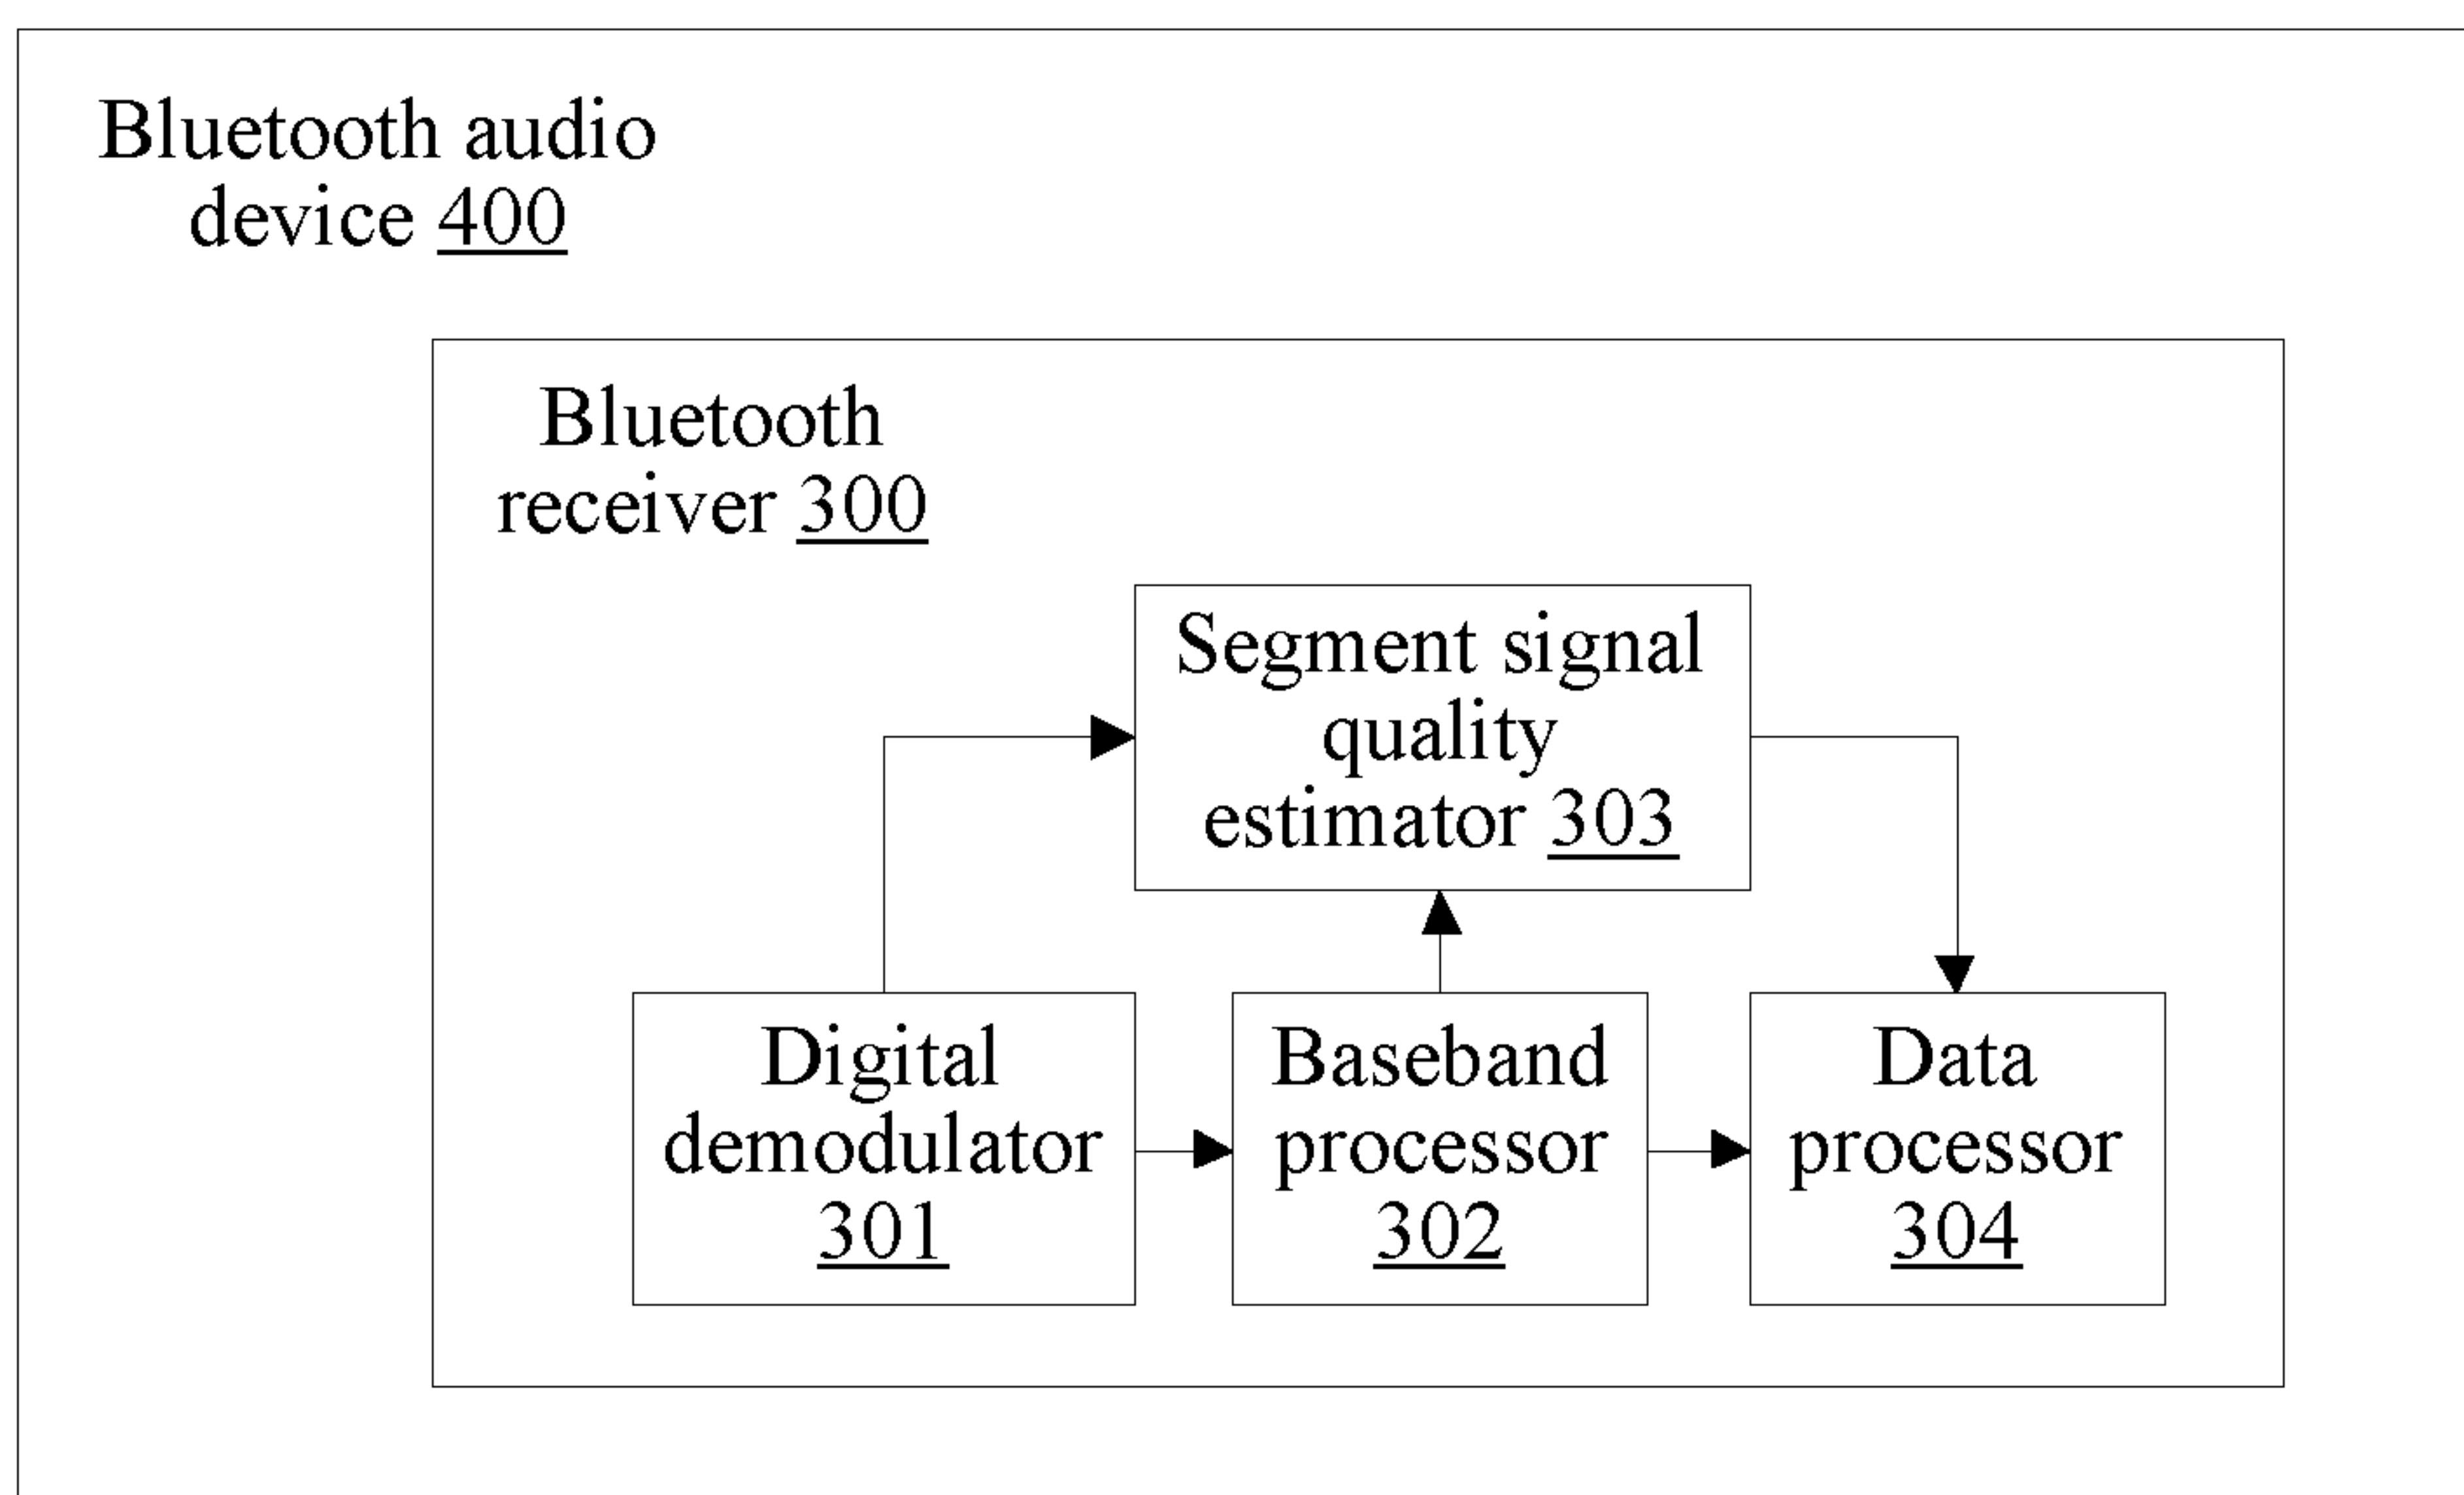 Bluetooth audio
device 400
Bluetooth
receiver 300
Segment signal
quality
estimator 303
Digital
demodulator
301
Baseband
processor
302
Data
processor
304